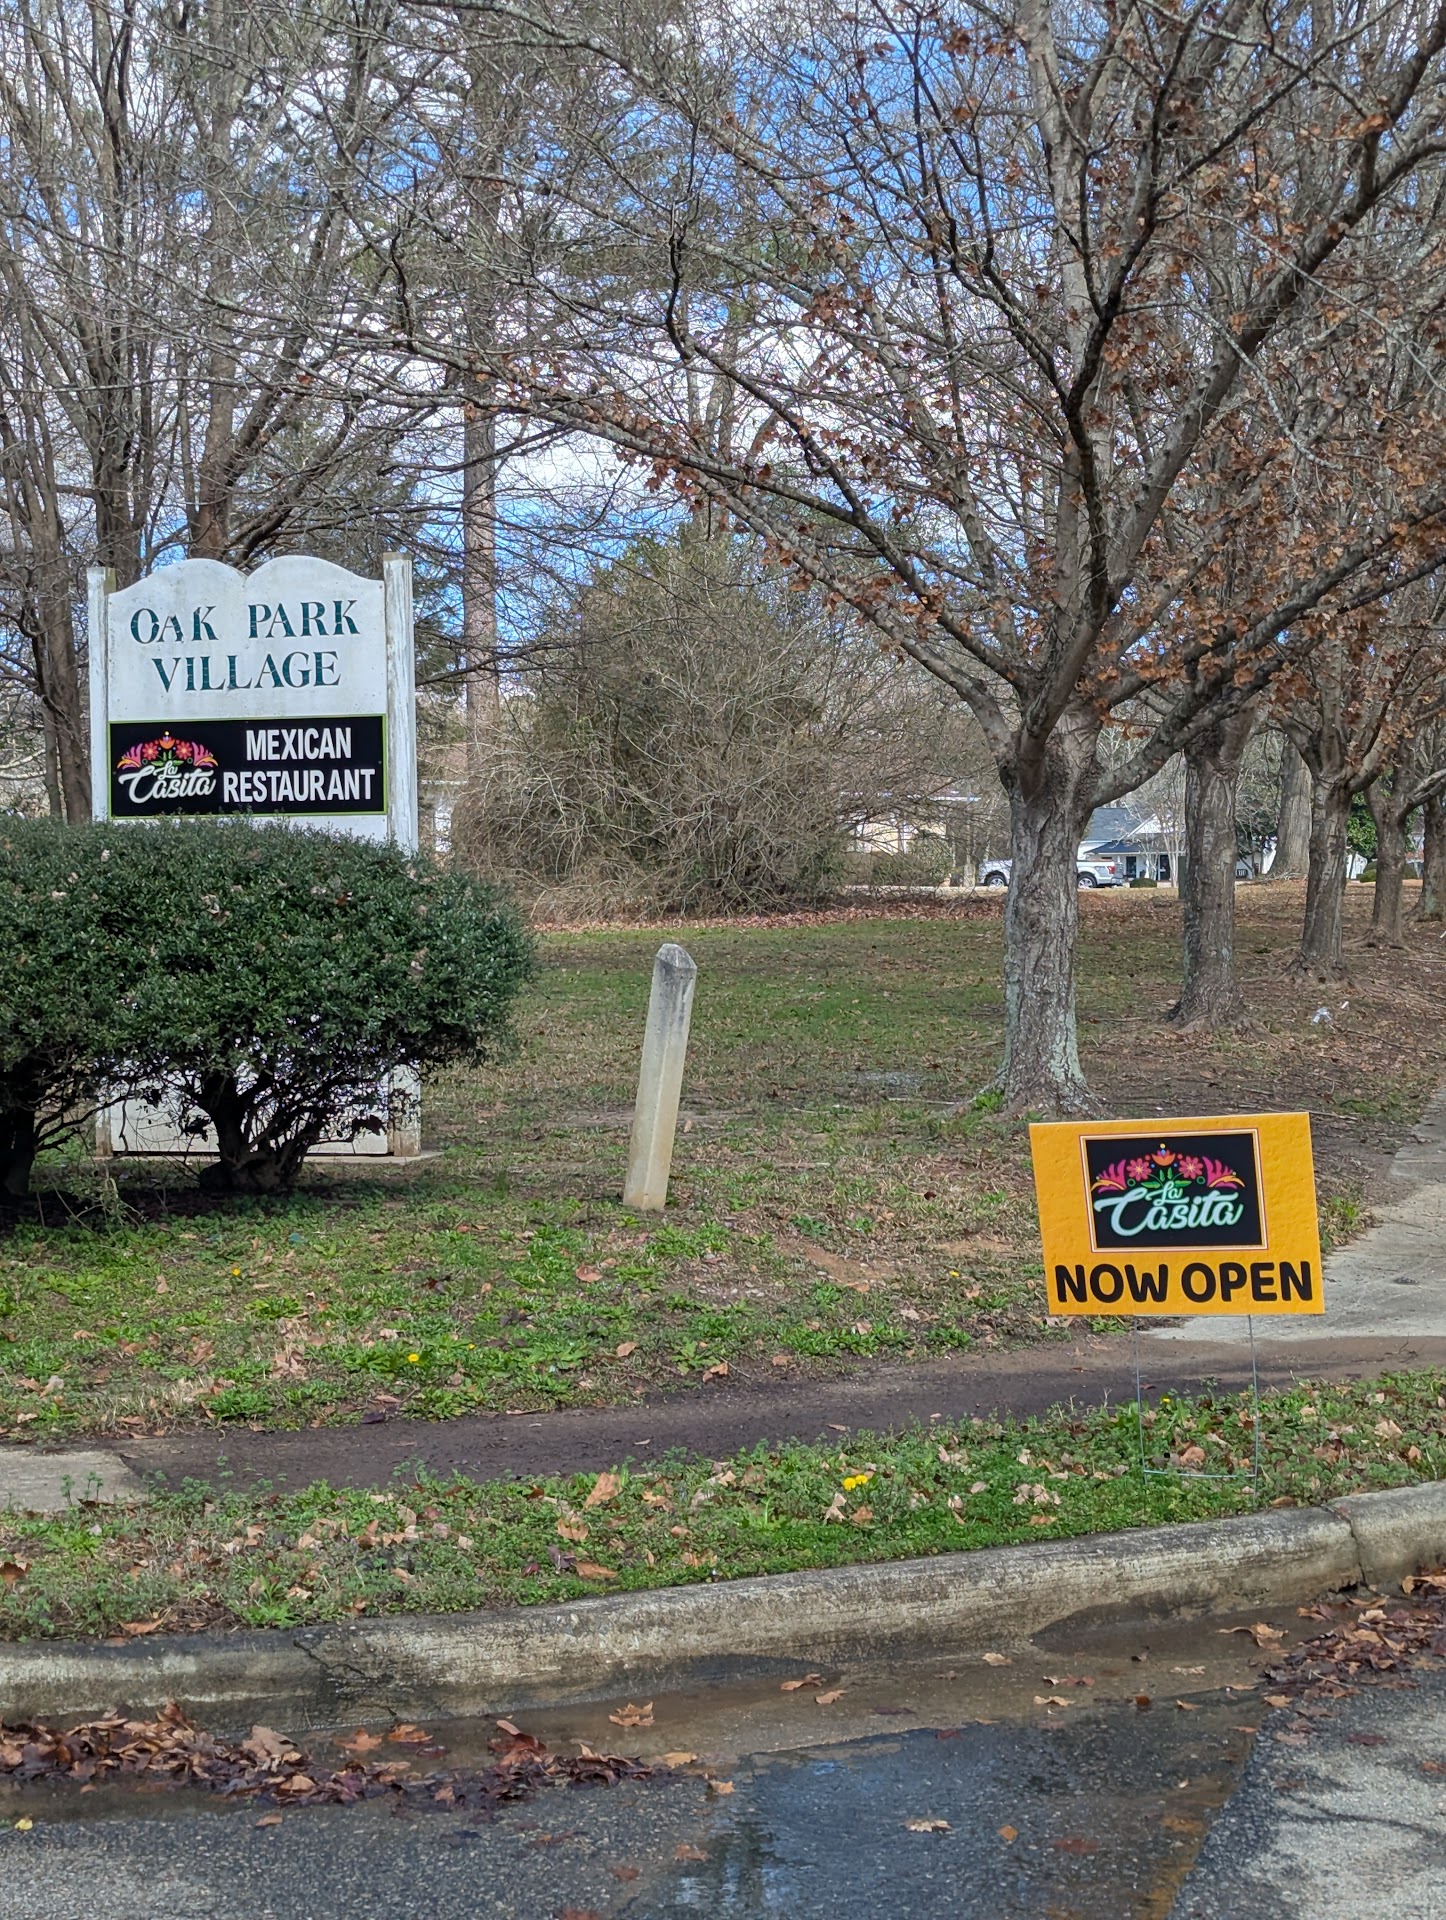 OAK PARK
VILLAGE
La
Casita
MEXICAN
RESTAURANT
La
Casita
NOW OPEN